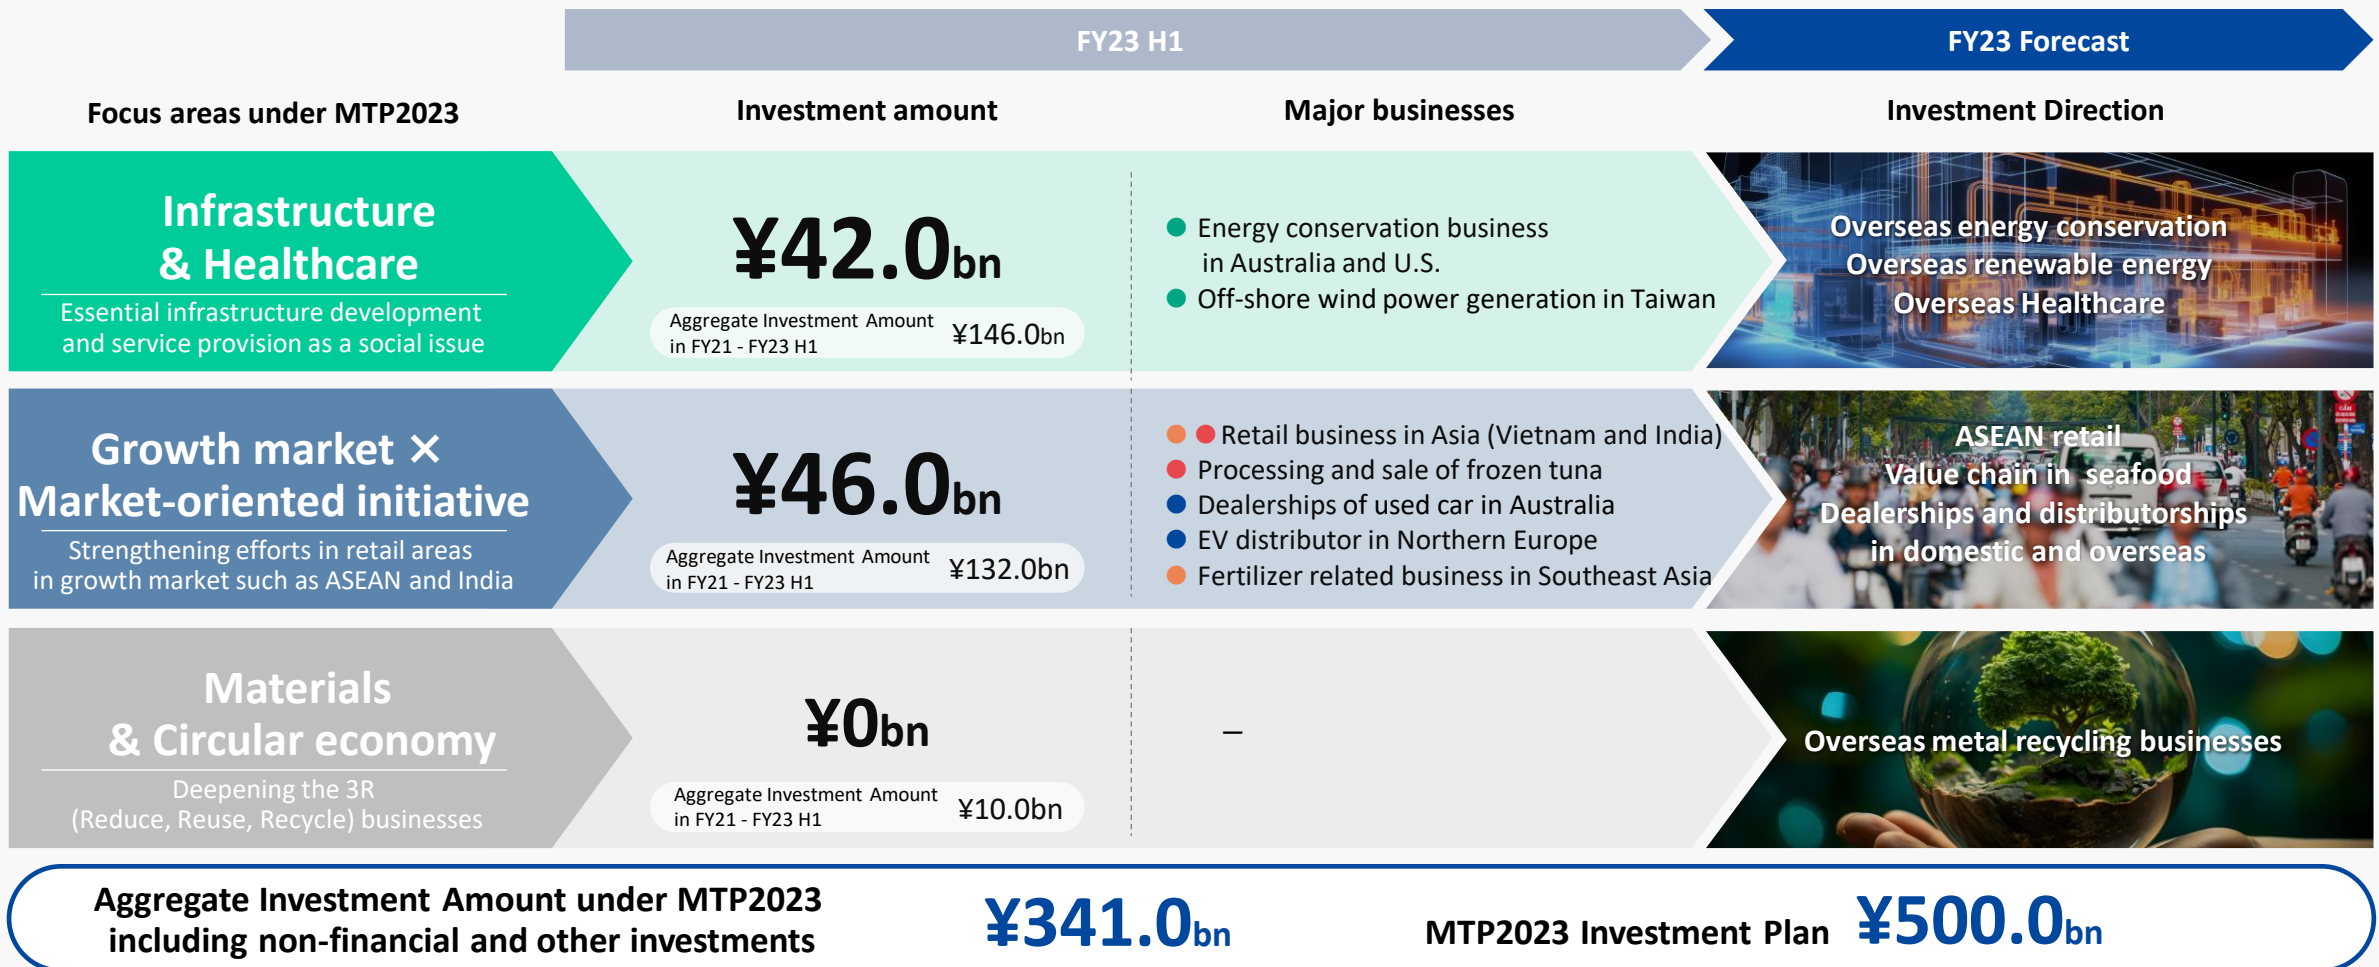 FY23 H1
FY23 Forecast
Focus areas under MTP2023
Investment amount
Major businesses
Investment Direction
Infrastructure
& Healthcare
Essential infrastructure development
and service provision as a social issue
¥42.0bn
Aggregate Investment Amount
in FY21 - FY23 H1
¥146.0bn
Energy conservation business
in Australia and U.S.
Off-shore wind power generation in Taiwan
Overseas energy conservation
Overseas renewable energy
Overseas Healthcare
Growth market ×
Market-oriented initiative
Strengthening efforts in retail areas
in growth market such as ASEAN and India
¥46.0bn
Aggregate Investment Amount
in FY21 - FY23 H1
¥132.0bn
Retail business in Asia (Vietnam and India)
Processing and sale of frozen tuna
Dealerships of used car in Australia
EV distributor in Northern Europe
Fertilizer related business in Southeast Asia
ASEAN retail
Value chain in seafood
Dealerships and distributorships
in domestic and overseas
Materials
& Circular economy
Deepening the 3R
(Reduce, Reuse, Recycle) businesses
¥0bn
Aggregate Investment Amount
in FY21 - FY23 H1
¥10.0bn
–
Overseas metal recycling businesses
Aggregate Investment Amount under MTP2023
including non-financial and other investments
¥341.0bn
MTP2023 Investment Plan
¥500.0bn